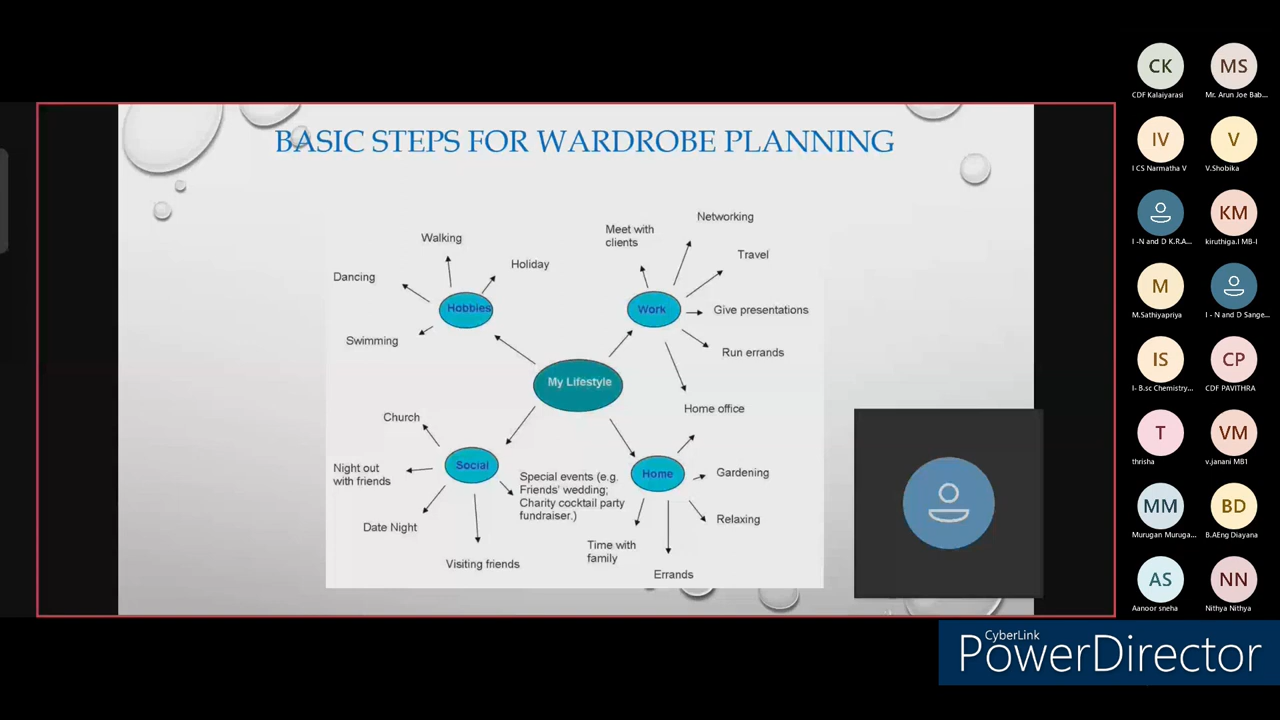 BASIC STEPS FOR WARDROBE PLANNING
Networking
Meet with
clients
Walking
Travel
Holiday
Dancing
Hobbies
Work
Give presentations
Swimming
Run errands
My Lifestyle
Home office
Church
Social
Night out
with friends
Special events (e.g.
Friends' wedding;
Charity cocktail party
fundraiser.)
Home
Gardening
Date Night
Relaxing
Time with
family
Visiting friends
Errands
CK
CDF Kalaiyarasi
MS
Mr. Arun Joe Bab...
IV
I CS Narmatha V
V
V.Shobika
I -N and D K.R.A...
KM
kiruthiga.I MB-I
M
M.Sathiyapriya
I - N and D Sange...
IS
I- B.sc Chemistry...
CP
CDF PAVITHRA
T
thrisha
VM
v.janani MB1
MM
Murugan Muruga...
BD
B.AEng Diayana
AS
Aanoor sneha
NN
Nithya Nithya
CyberLink
PowerDirector